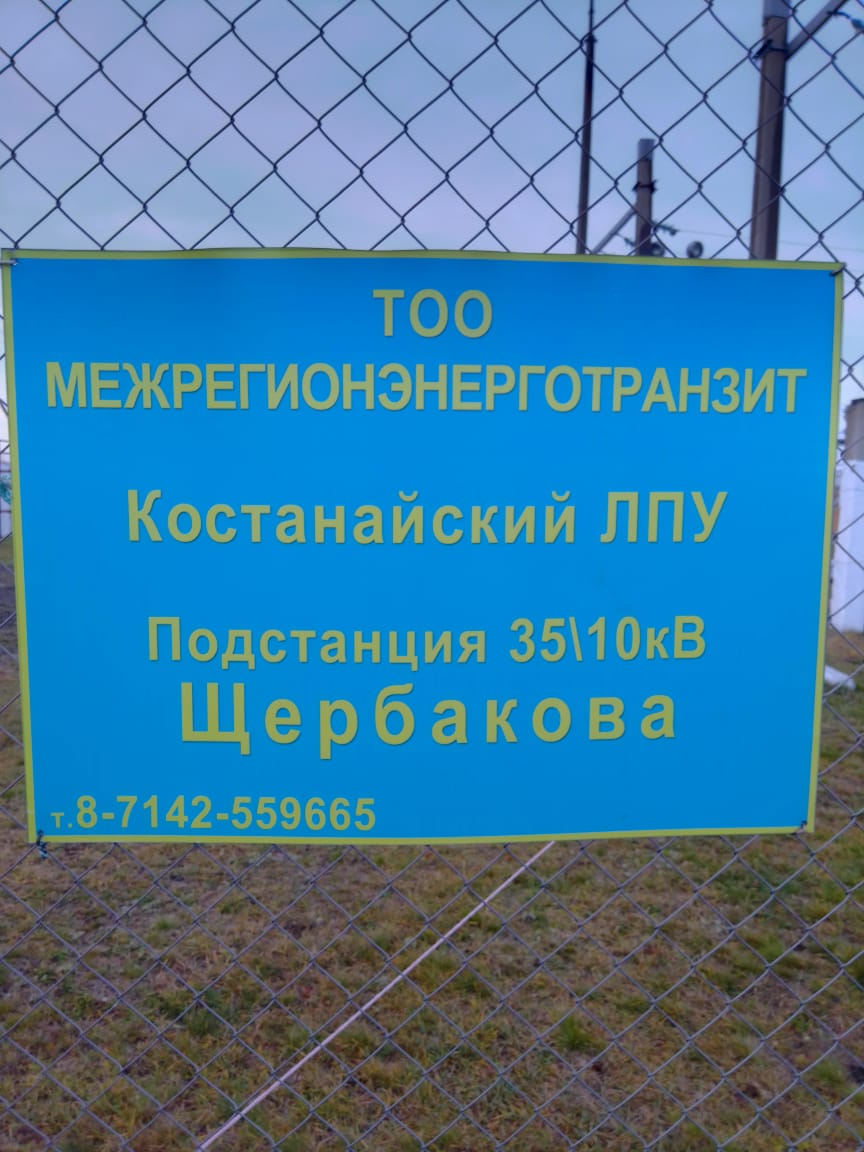 ТОО
МЕЖРЕГИОНЭНЕРГОТРАНЗИТ
Костанайский ЛПУ
Подстанция 35\10кВ
Щербакова
т.8-7142-559665